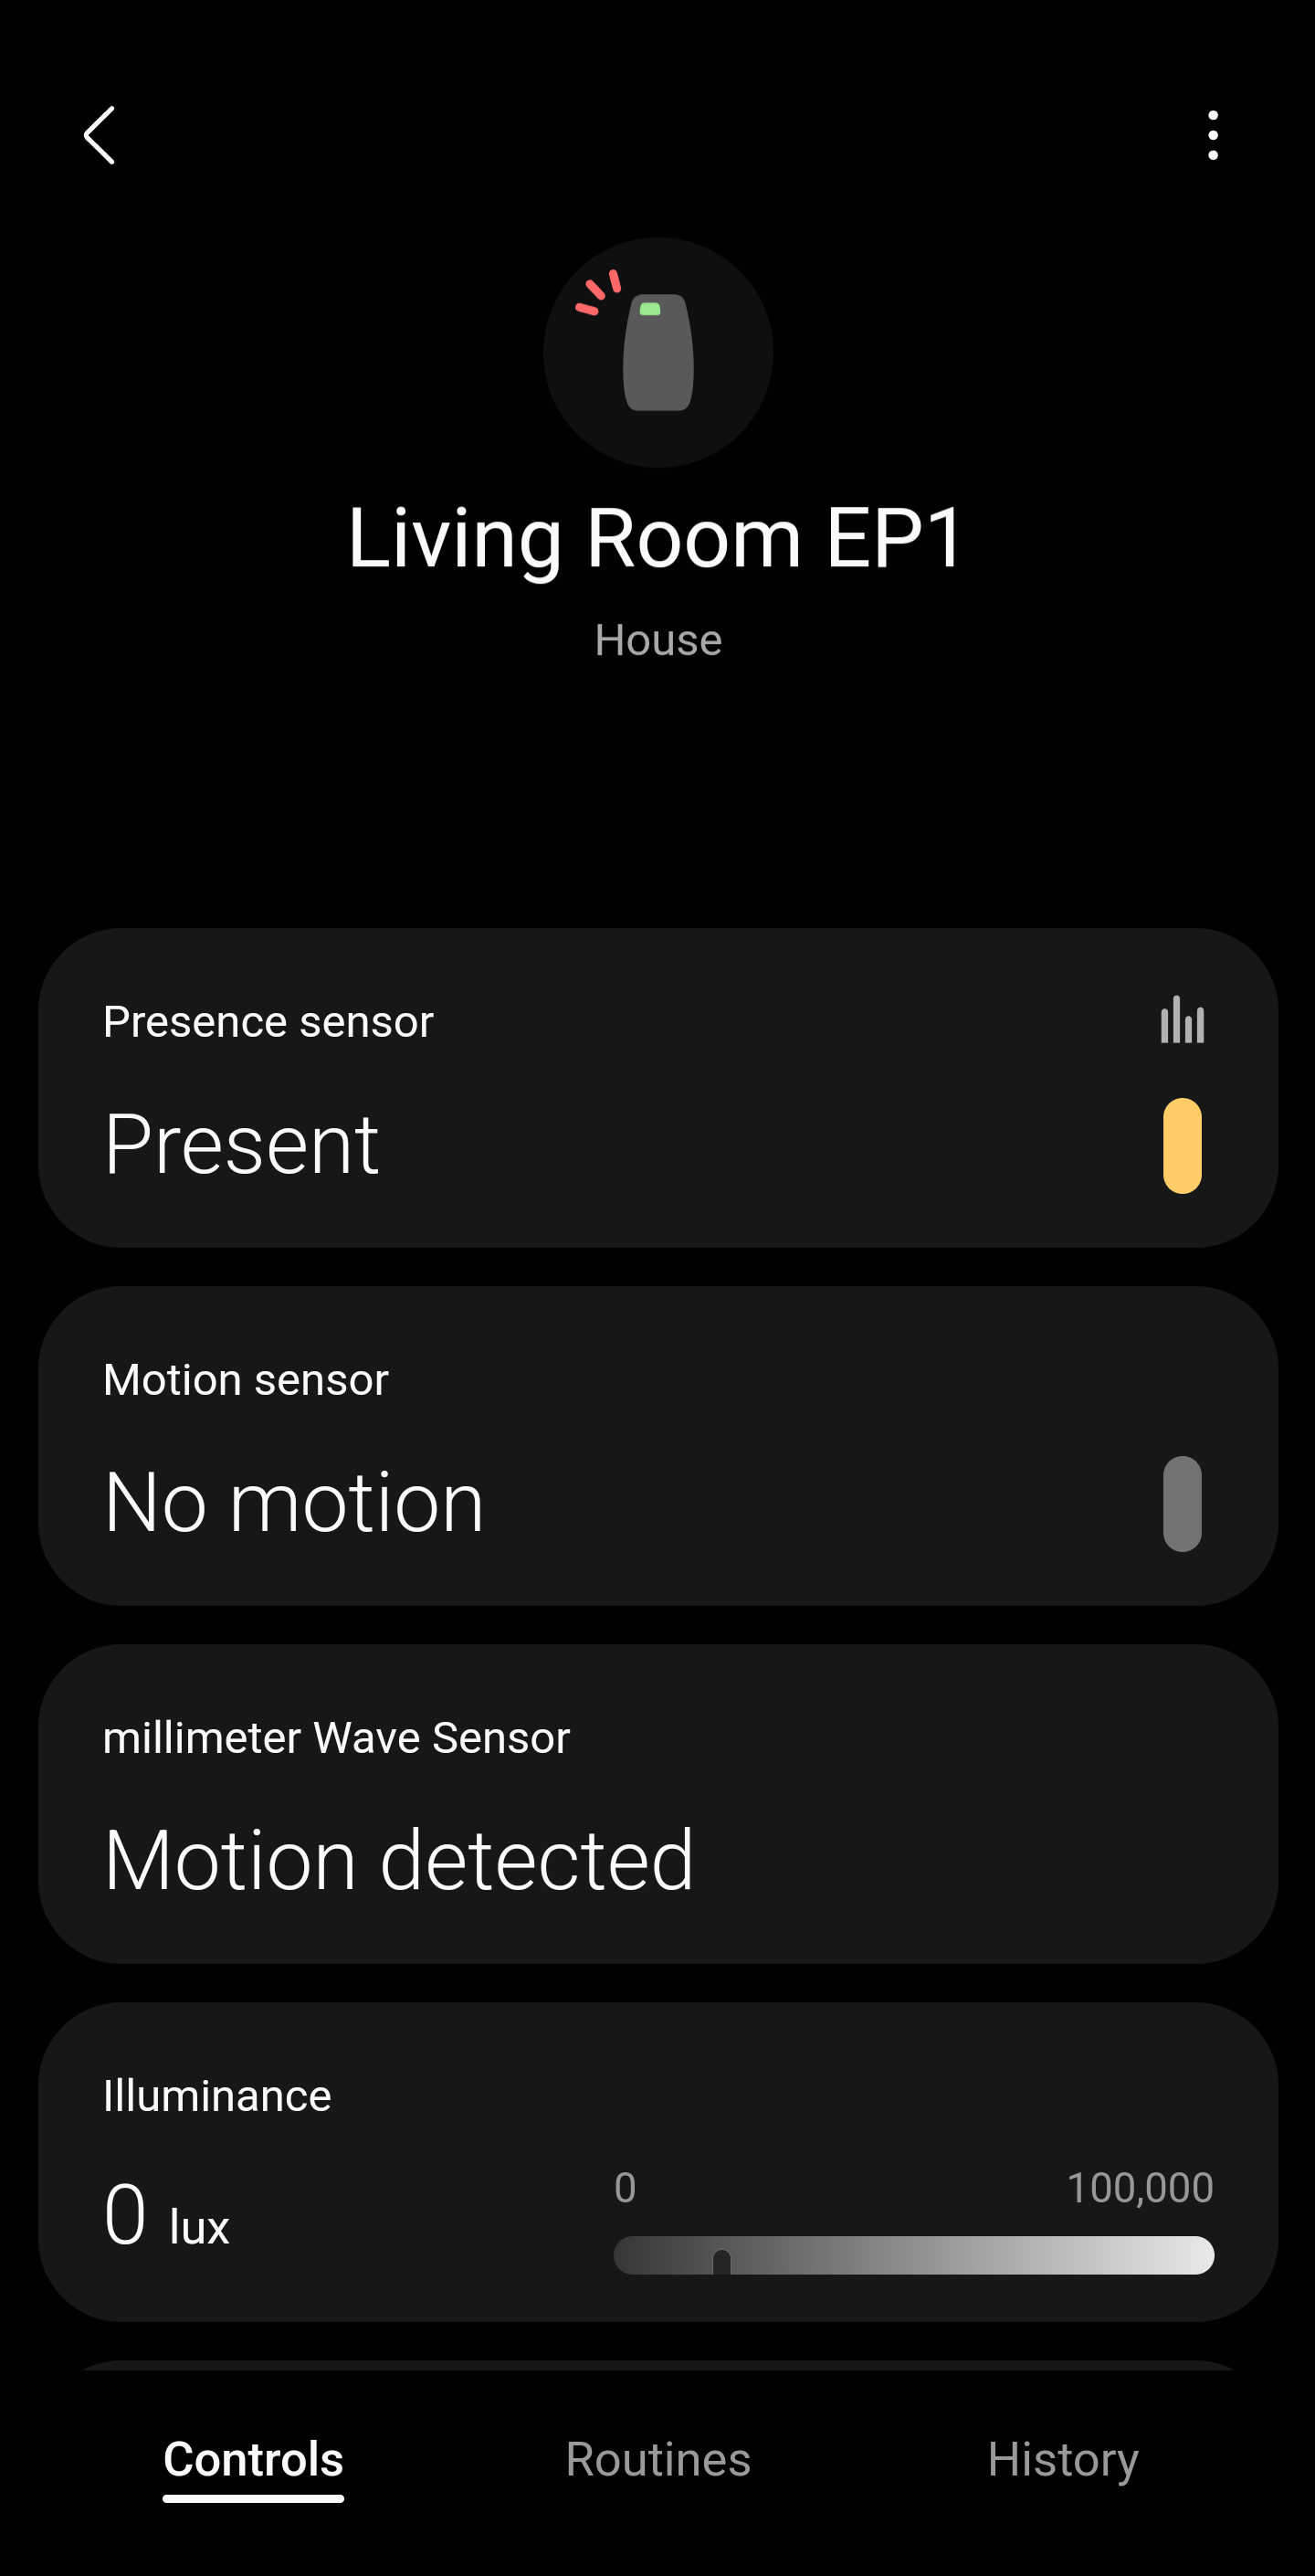 Living Room EP1
House
Presence sensor
Present
Motion sensor
No motion
millimeter Wave Sensor
Motion detected
Illuminance
0 lux
0 100,000
Controls Routines History